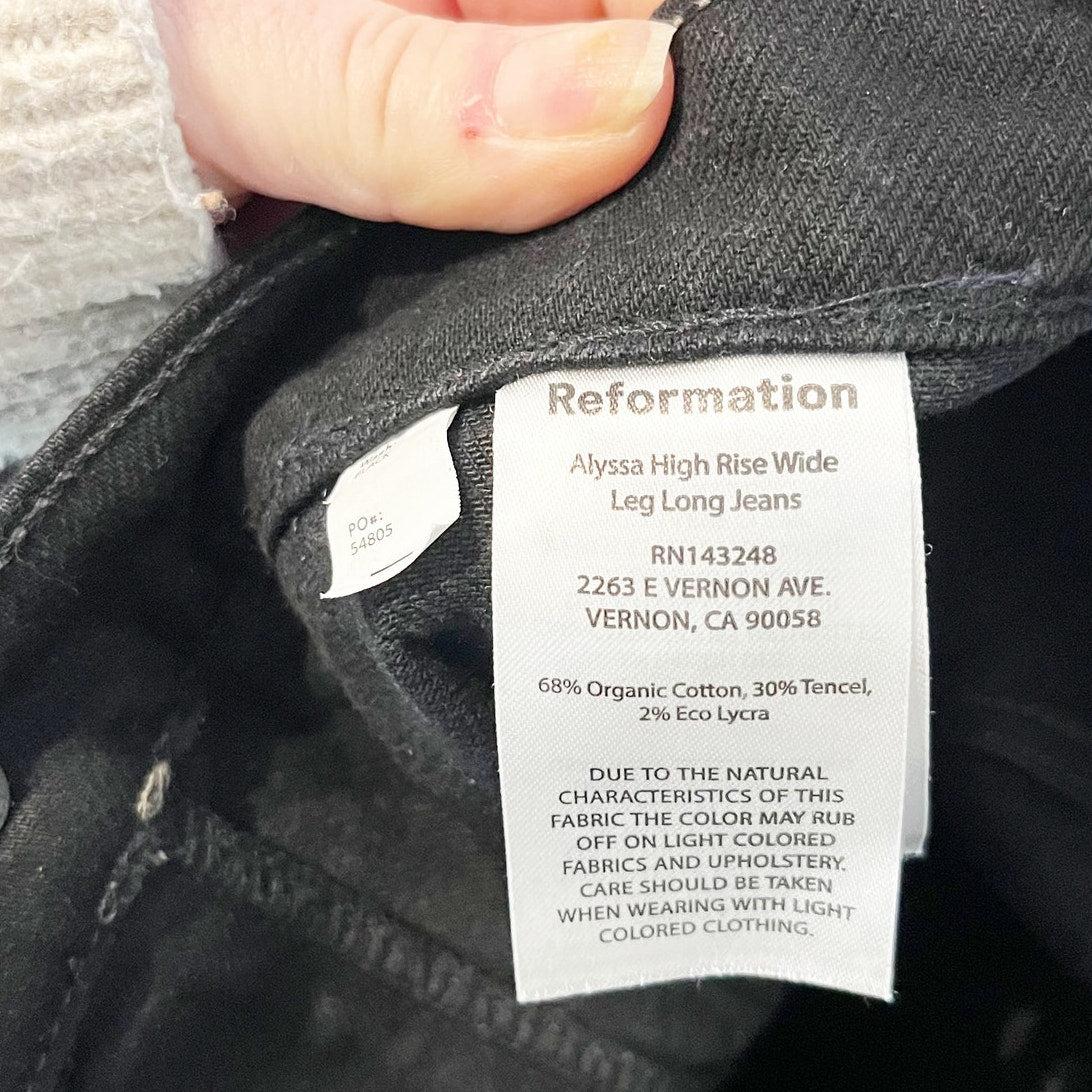 Reformation
Alyssa High Rise Wide
Leg Long Jeans
RN143248
2263 E VERNON AVE.
VERNON, CA 90058
68% Organic Cotton, 30% Tencel,
2% Eco Lycra
DUE TO THE NATURAL
CHARACTERISTICS OF THIS
FABRIC THE COLOR MAY RUB
OFF ON LIGHT COLORED
FABRICS AND UPHOLSTERY.
CARE SHOULD BE TAKEN
WHEN WEARING WITH LIGHT
COLORED CLOTHING.
Wash:
BLACK
PO#:
54805